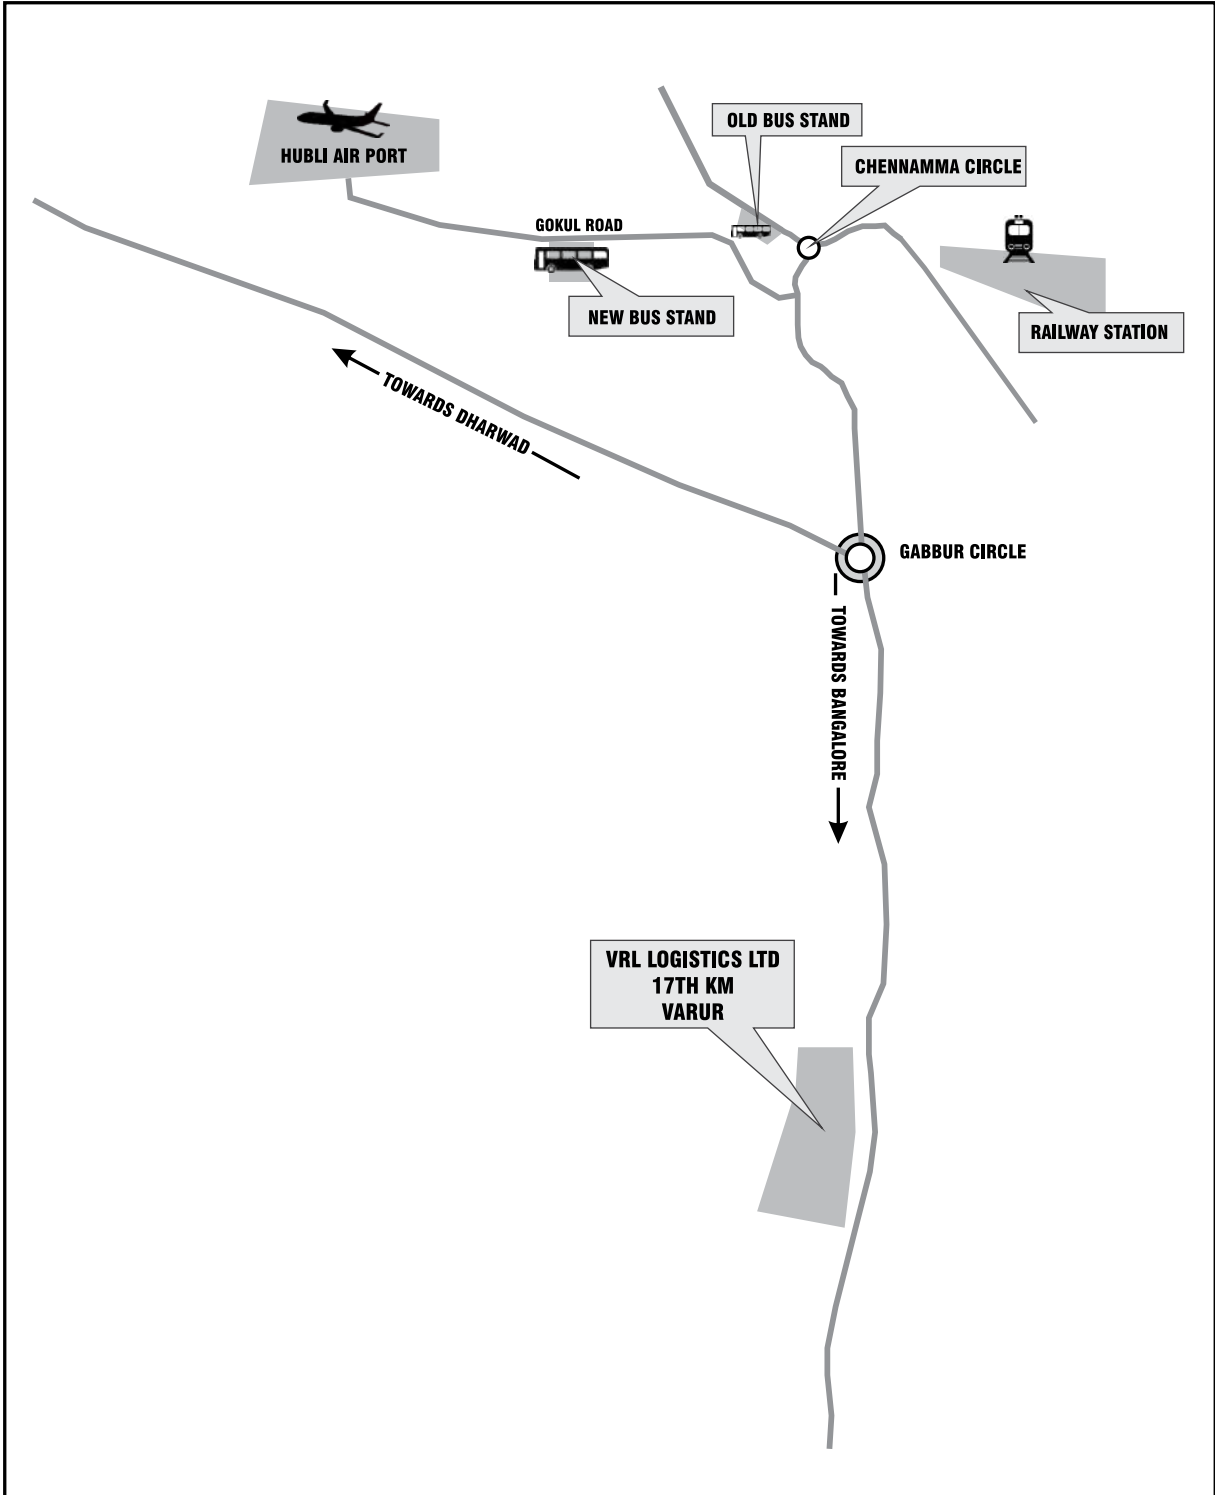 OLD BUS STAND
HUBLI AIR PORT
CHENNAMMA CIRCLE
GOKUL ROAD
NEW BUS STAND
RAILWAY STATION
TOWARDS DHARWAD
GABBUR CIRCLE
TOWARDS BANGALORE
VRL LOGISTICS LTD
17TH KM
VARUR